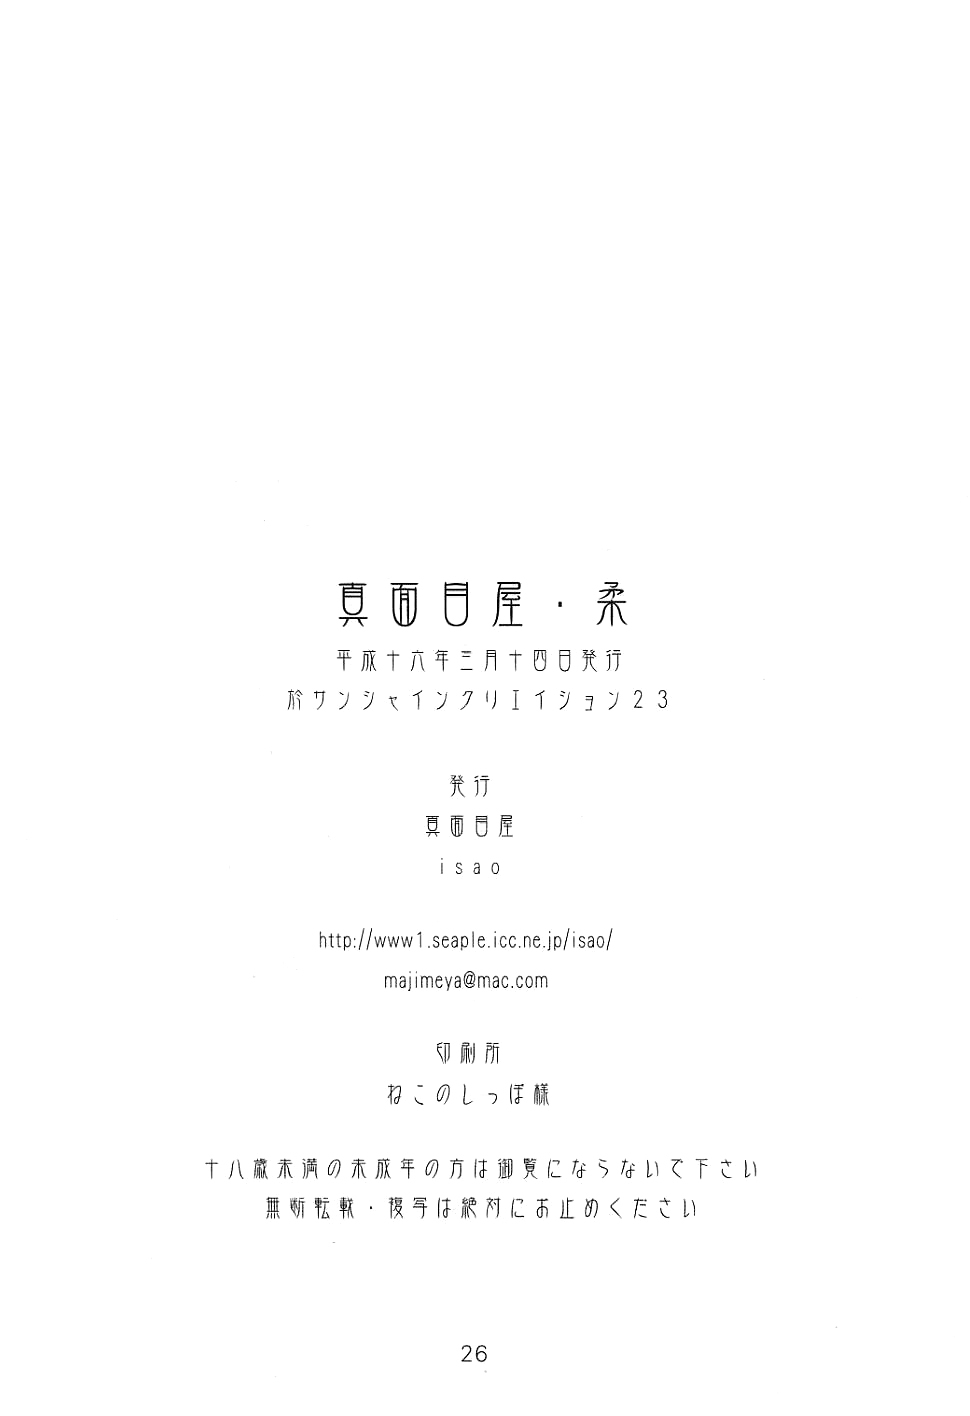 真面目屋・柔
平成十六年三月十四日発行
於サンシャインクリエイション23
発行
真面目屋
isao
http://www1.seaple.icc.ne.jp/isao/
majimeya@mac.com
印刷所
ねこのしっぽ様
十八歳未満の未成年の方は御覧にならないで下さい
無断転載・複写は絶対にお止めください
26